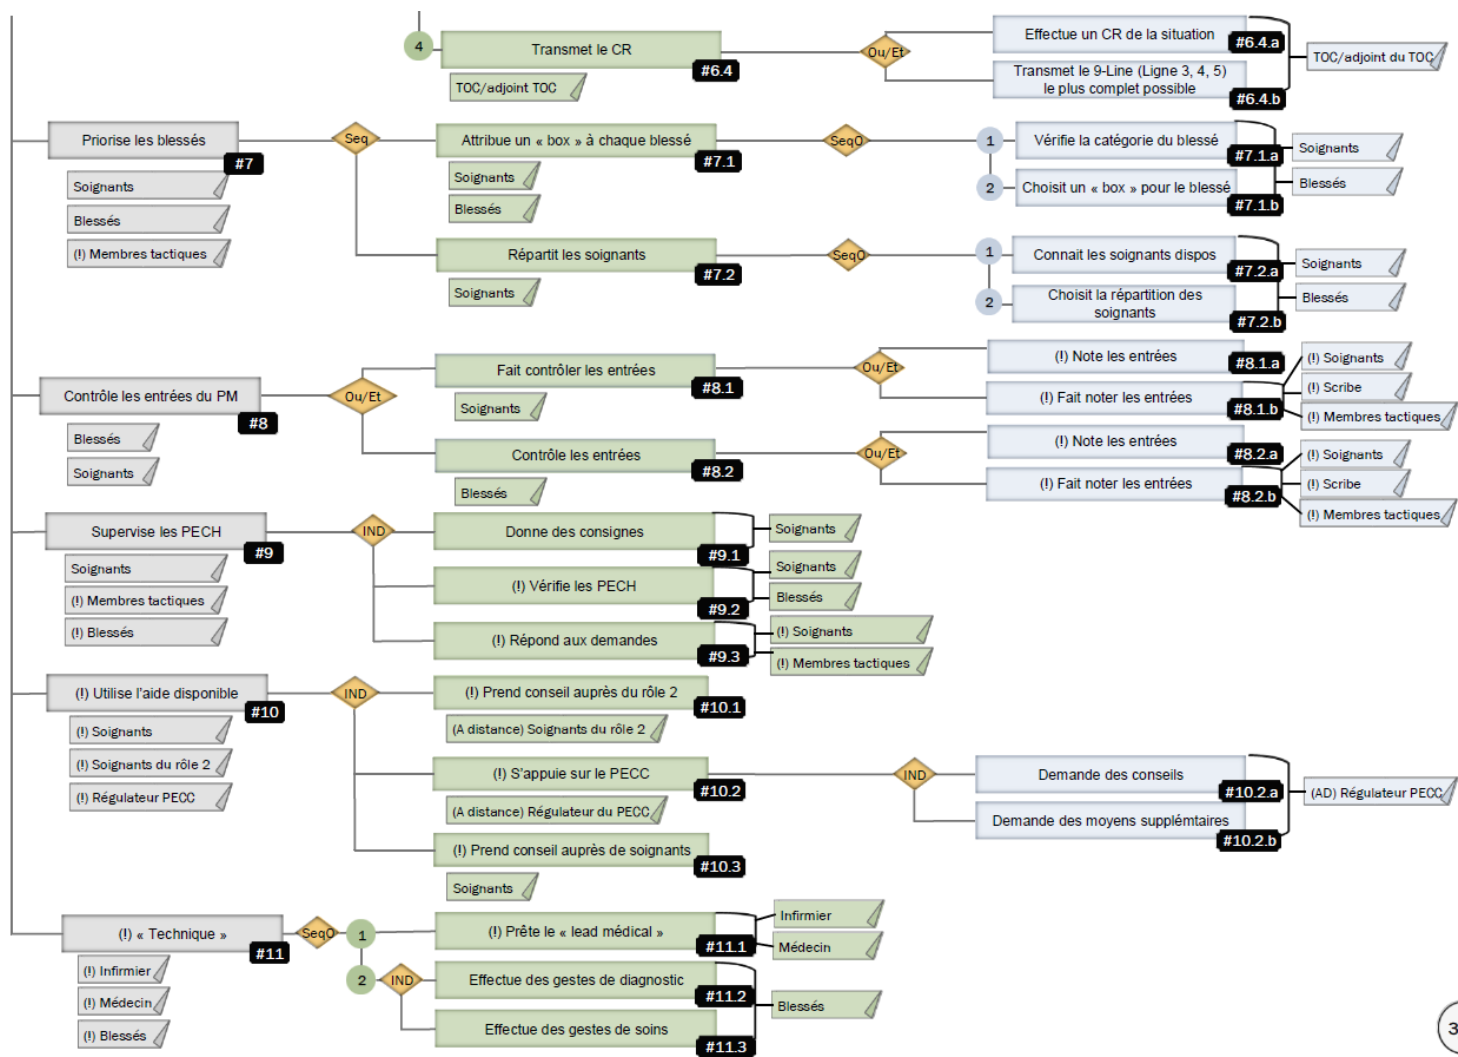 4
Transmet le CR
#6.4
TOC/adjoint TOC
Ou/Et
Effectue un CR de la situation
#6.4.a
Transmet le 9-Line (Ligne 3, 4, 5)
le plus complet possible
#6.4.b
TOC/adjoint du TOC
Priorise les blessés
#7
Soignants
Blessés
(!) Membres tactiques
Seq
Attribue un « box » à chaque blessé
#7.1
Soignants
Blessés
SeqO
1
Vérifie la catégorie du blessé
#7.1.a
2
Choisit un « box » pour le blessé
#7.1.b
Soignants
Blessés
Répartit les soignants
#7.2
Soignants
SeqO
1
Connait les soignants dispos
#7.2.a
2
Choisit la répartition des
soignants
#7.2.b
Soignants
Blessés
Contrôle les entrées du PM
#8
Blessés
Soignants
Ou/Et
Fait contrôler les entrées
#8.1
Soignants
Ou/Et
(!) Note les entrées
#8.1.a
(!) Fait noter les entrées
#8.1.b
(!) Soignants
(!) Scribe
(!) Membres tactiques
Contrôle les entrées
#8.2
Blessés
Ou/Et
(!) Note les entrées
#8.2.a
(!) Fait noter les entrées
#8.2.b
(!) Soignants
(!) Scribe
(!) Membres tactiques
Supervise les PECH
#9
Soignants
(!) Membres tactiques
(!) Blessés
IND
Donne des consignes
#9.1
Soignants
(!) Vérifie les PECH
#9.2
Soignants
Blessés
(!) Répond aux demandes
#9.3
(!) Soignants
(!) Membres tactiques
(!) Utilise l'aide disponible
#10
(!) Soignants
(!) Soignants du rôle 2
(!) Régulateur PECC
IND
(!) Prend conseil auprès du rôle 2
#10.1
(A distance) Soignants du rôle 2
(!) S'appuie sur le PECC
#10.2
(A distance) Régulateur du PECC
IND
Demande des conseils
#10.2.a
Demande des moyens supplémtaires
#10.2.b
(AD) Régulateur PECC
(!) Prend conseil auprès de soignants
#10.3
Soignants
(!) « Technique »
#11
(!) Infirmier
(!) Médecin
(!) Blessés
SeqO
1
(!) Prête le « lead médical »
#11.1
Infirmier
Médecin
2
IND
Effectue des gestes de diagnostic
#11.2
Effectue des gestes de soins
#11.3
Blessés